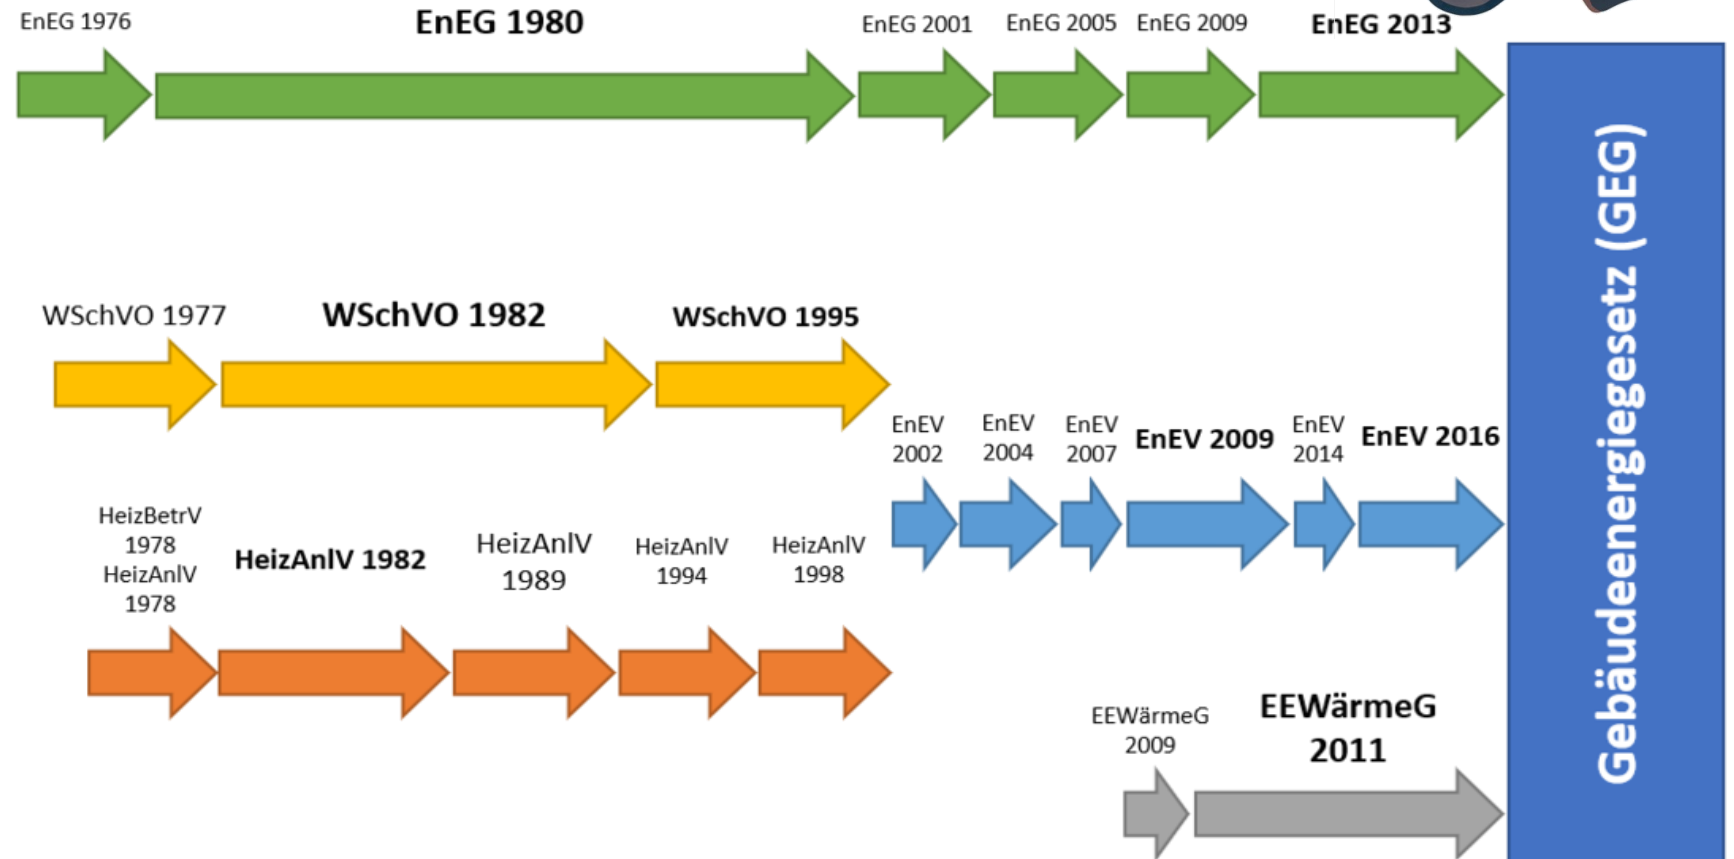 EnEG 1976
EnEG 1980
EnEG 2001
EnEG 2005
EnEG 2009
EnEG 2013
WSchVO 1977
WSchVO 1982
WSchVO 1995
EnEV
2002
EnEV
2004
EnEV
2007
EnEV 2009
EnEV
2014
EnEV 2016
HeizBetrV
1978
HeizAnlV
1978
HeizAnlV 1982
HeizAnlV
1989
HeizAnlV
1994
HeizAnlV
1998
EEWärmeG
2009
EEWärmeG
2011
Gebäudeenergiegesetz (GEG)